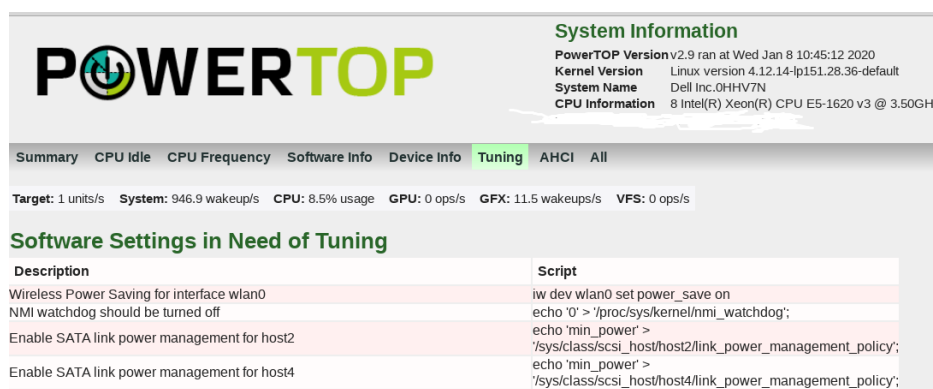 POWERTOP
System Information
PowerTOP Version v2.9 ran at Wed Jan 8 10:45:12 2020
Kernel Version Linux version 4.12.14-lp151.28.36-default
System Name Dell Inc.0HHV7N
CPU Information 8 Intel(R) Xeon(R) CPU E5-1620 v3 @ 3.50GH
Summary CPU Idle CPU Frequency Software Info Device Info Tuning AHCI All
Target: 1 units/s System: 946.9 wakeup/s CPU: 8.5% usage GPU: 0 ops/s GFX: 11.5 wakeups/s VFS: 0 ops/s
Software Settings in Need of Tuning
Description Script
Wireless Power Saving for interface wlan0 iw dev wlan0 set power_save on
NMI watchdog should be turned off echo '0' > '/proc/sys/kernel/nmi_watchdog';
Enable SATA link power management for host2 echo 'min_power' >
'/sys/class/scsi_host/host2/link_power_management_policy';
Enable SATA link power management for host4 echo 'min_power' >
'/sys/class/scsi_host/host4/link_power_management_policy';